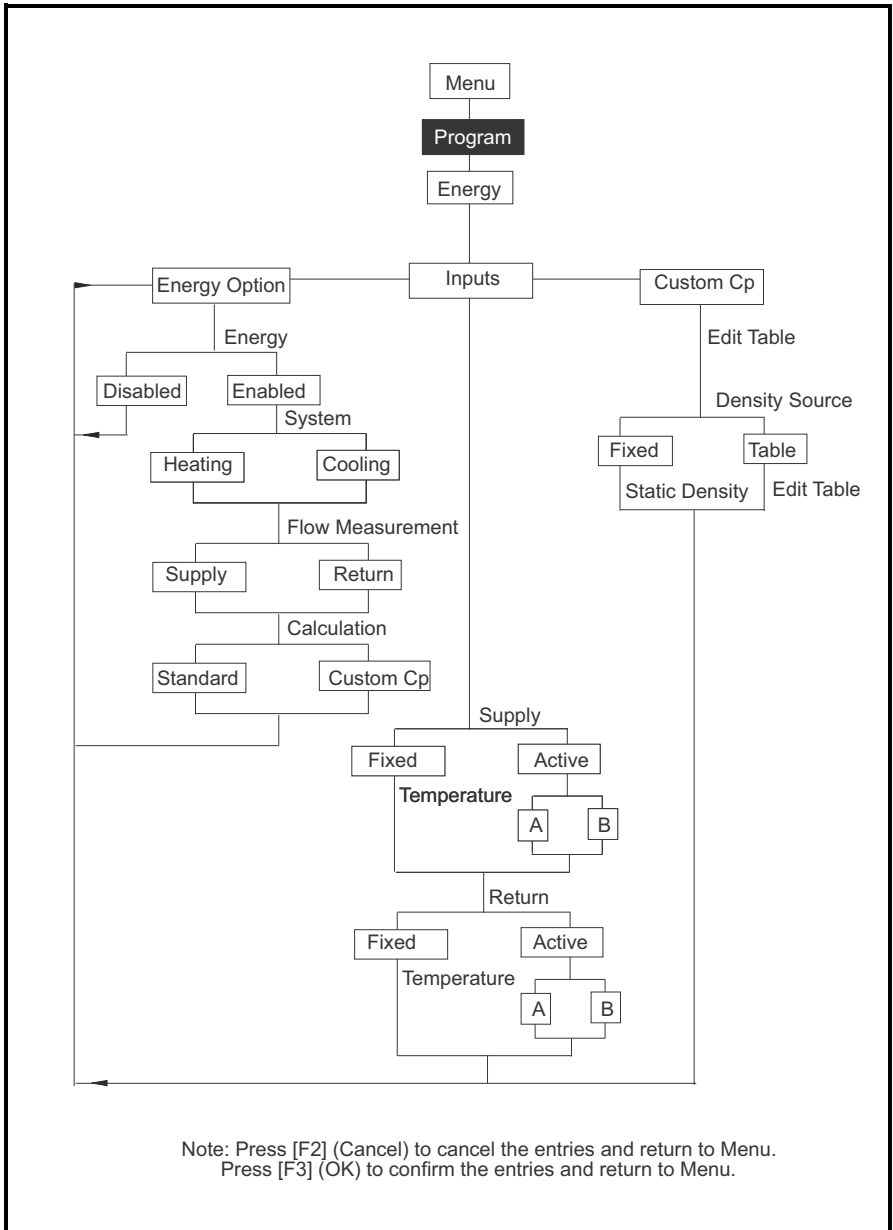 Menu
Program
Energy
Energy Option
Inputs
Custom Cp
Energy
Disabled
Enabled
System
Heating
Cooling
Flow Measurement
Supply
Return
Calculation
Standard
Custom Cp
Edit Table
Density Source
Fixed
Table
Static Density
Edit Table
Supply
Fixed
Active
Temperature
A
B
Return
Fixed
Active
Temperature
A
B
Note: Press [F2] (Cancel) to cancel the entries and return to Menu.
Press [F3] (OK) to confirm the entries and return to Menu.